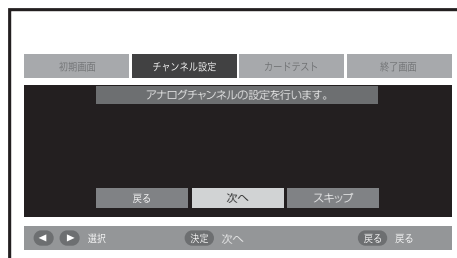 初期画面 チャンネル設定 カードテスト 終了画面
アナログチャンネルの設定を行います。
戻る 次へ スキップ
選択 決定 次へ 戻る 戻る